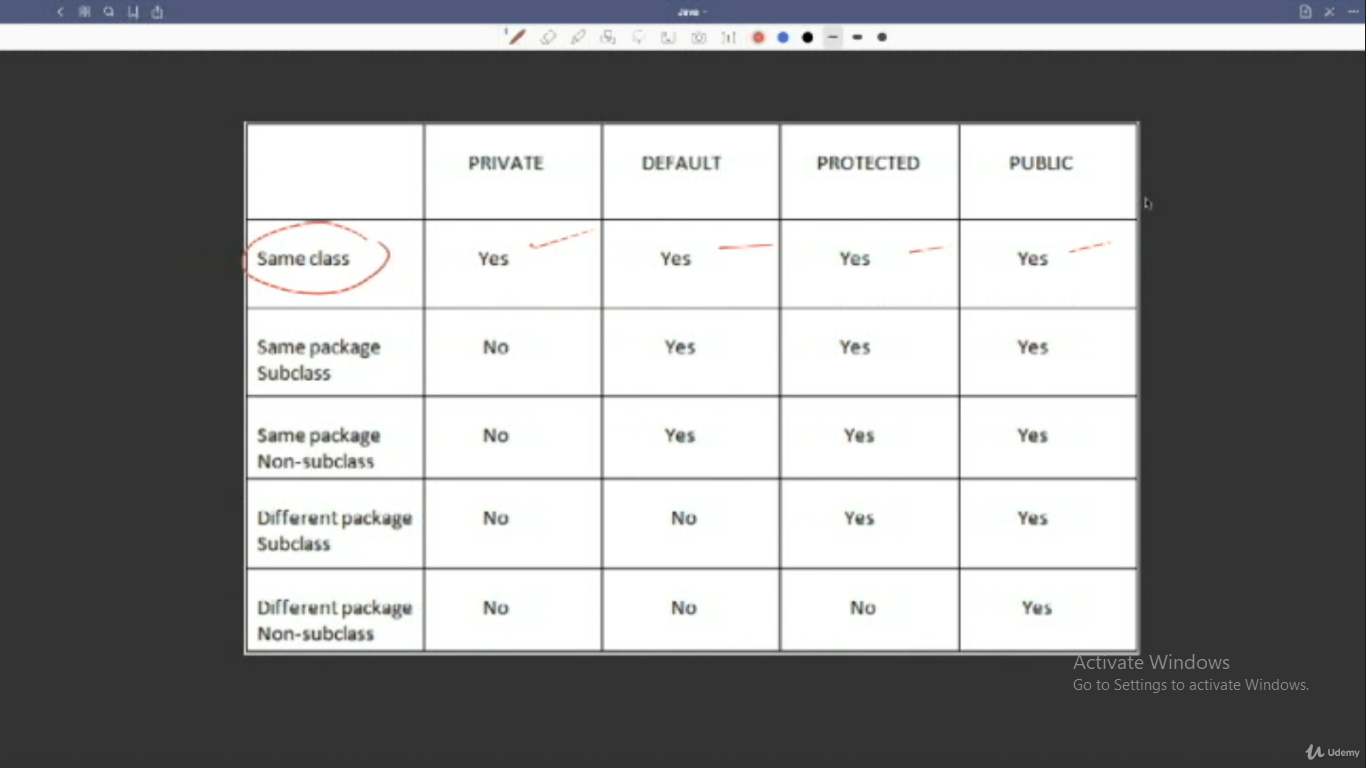 Java
PRIVATE DEFAULT PROTECTED PUBLIC
Same class Yes Yes Yes Yes
Same package
Subclass No Yes Yes Yes
Same package
Non-subclass No Yes Yes Yes
Different package
Subclass No No Yes Yes
Different package
Non-subclass No No No Yes
Activate Windows
Go to Settings to activate Windows.
Udemy